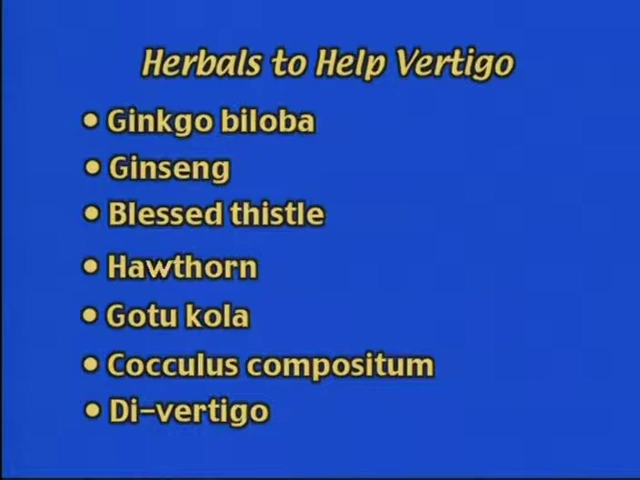 Herbals to Help Vertigo
• Ginkgo biloba
• Ginseng
• Blessed thistle
• Hawthorn
• Gotu kola
• Cocculus compositum
• Di-vertigo